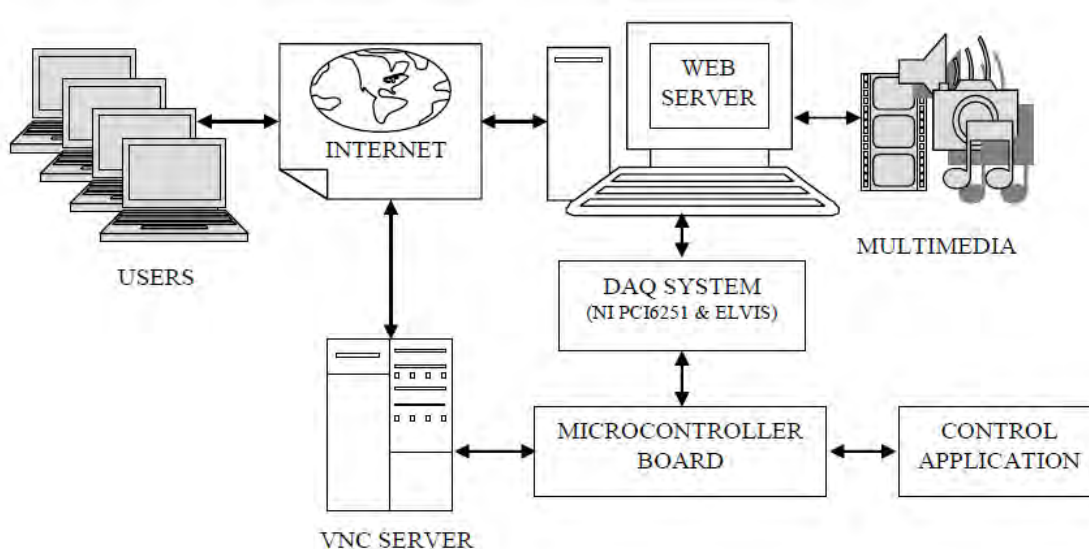 WEB
SERVER
INTERNET
MULTIMEDIA
USERS
DAQ SYSTEM
(NI PCI6251 & ELVIS)
MICROCONTROLLER
BOARD
CONTROL
APPLICATION
VNC SERVER